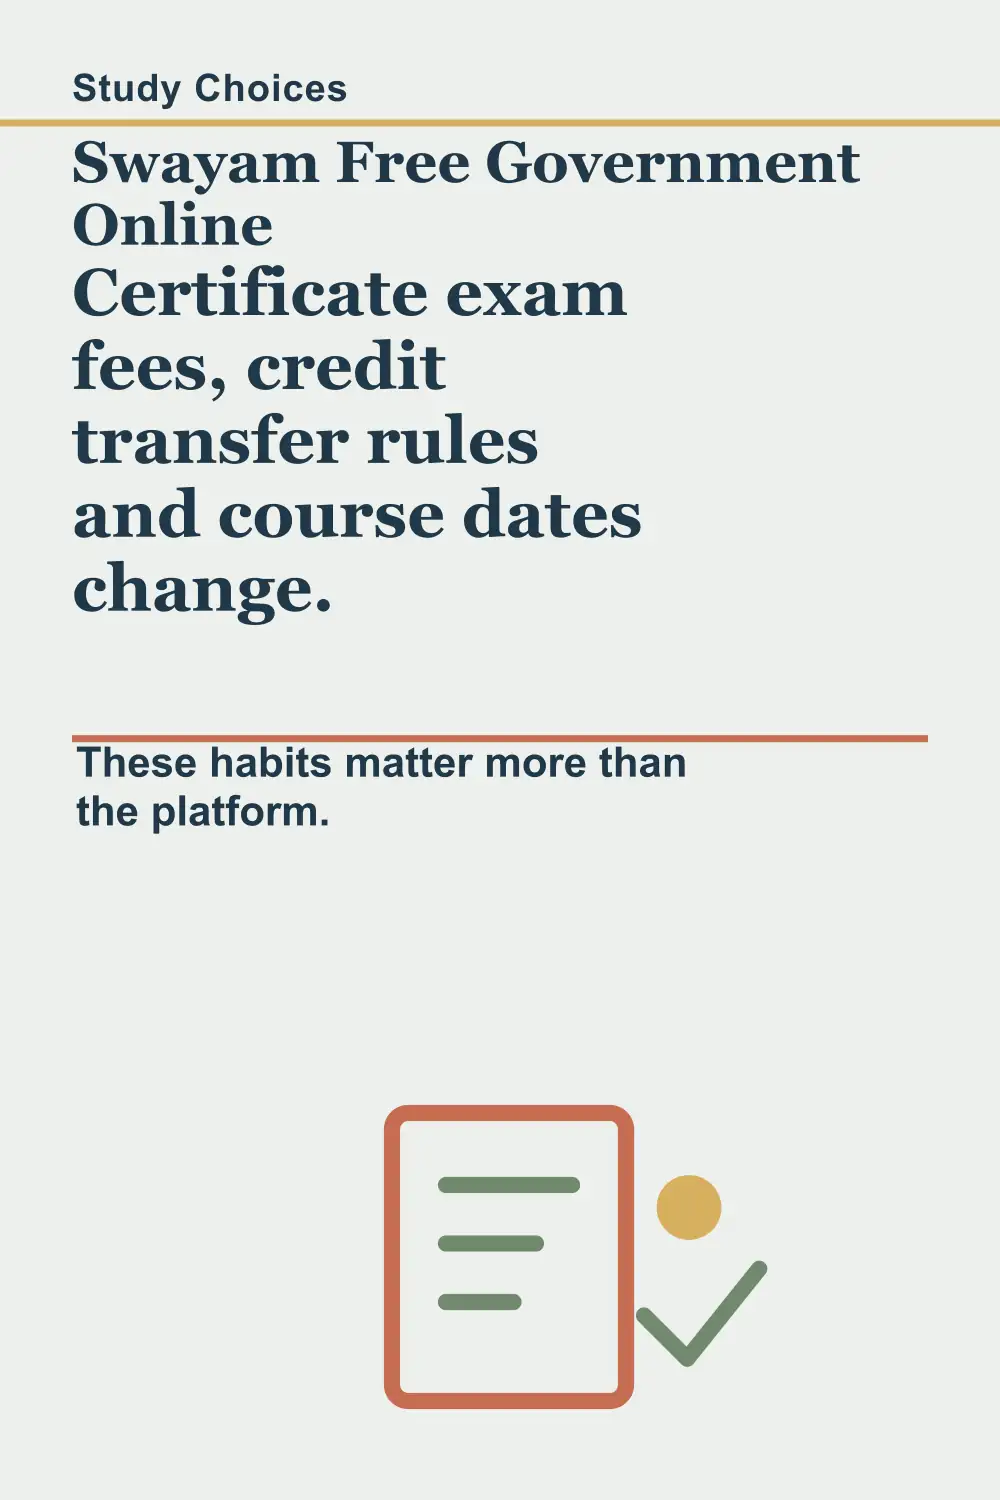 Study Choices
Swayam Free Government
Online
Certificate exam
fees, credit
transfer rules
and course dates
change.
These habits matter more than
the platform.